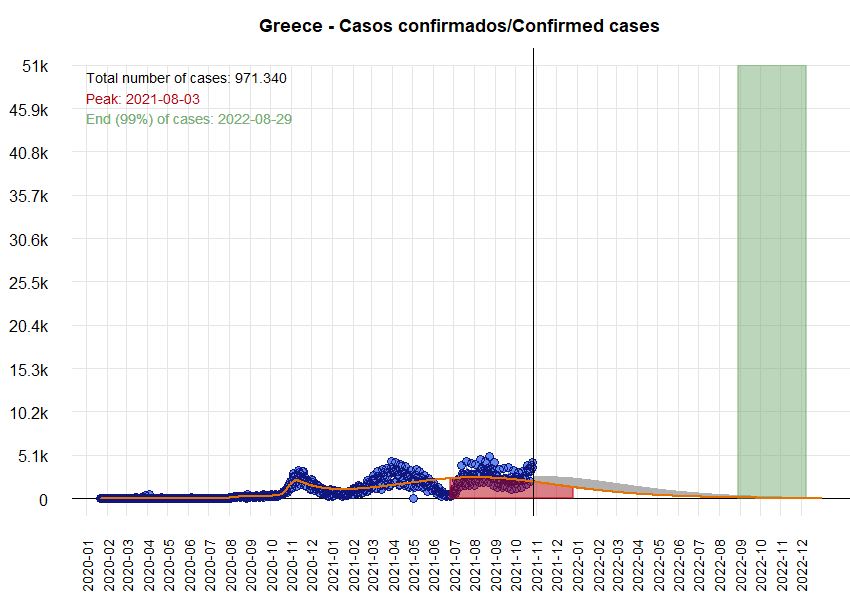 Greece - Casos confirmados/Confirmed cases
Total number of cases: 971.340
Peak: 2021-08-03
End (99%) of cases: 2022-08-29
51k
45.9k
40.8k
35.7k
30.6k
25.5k
20.4k
15.3k
10.2k
5.1k
0
2020-01
2020-02
2020-03
2020-04
2020-05
2020-06
2020-07
2020-08
2020-09
2020-10
2020-11
2020-12
2021-01
2021-02
2021-03
2021-04
2021-05
2021-06
2021-07
2021-08
2021-09
2021-10
2021-11
2021-12
2022-01
2022-02
2022-03
2022-04
2022-05
2022-06
2022-07
2022-08
2022-09
2022-10
2022-11
2022-12